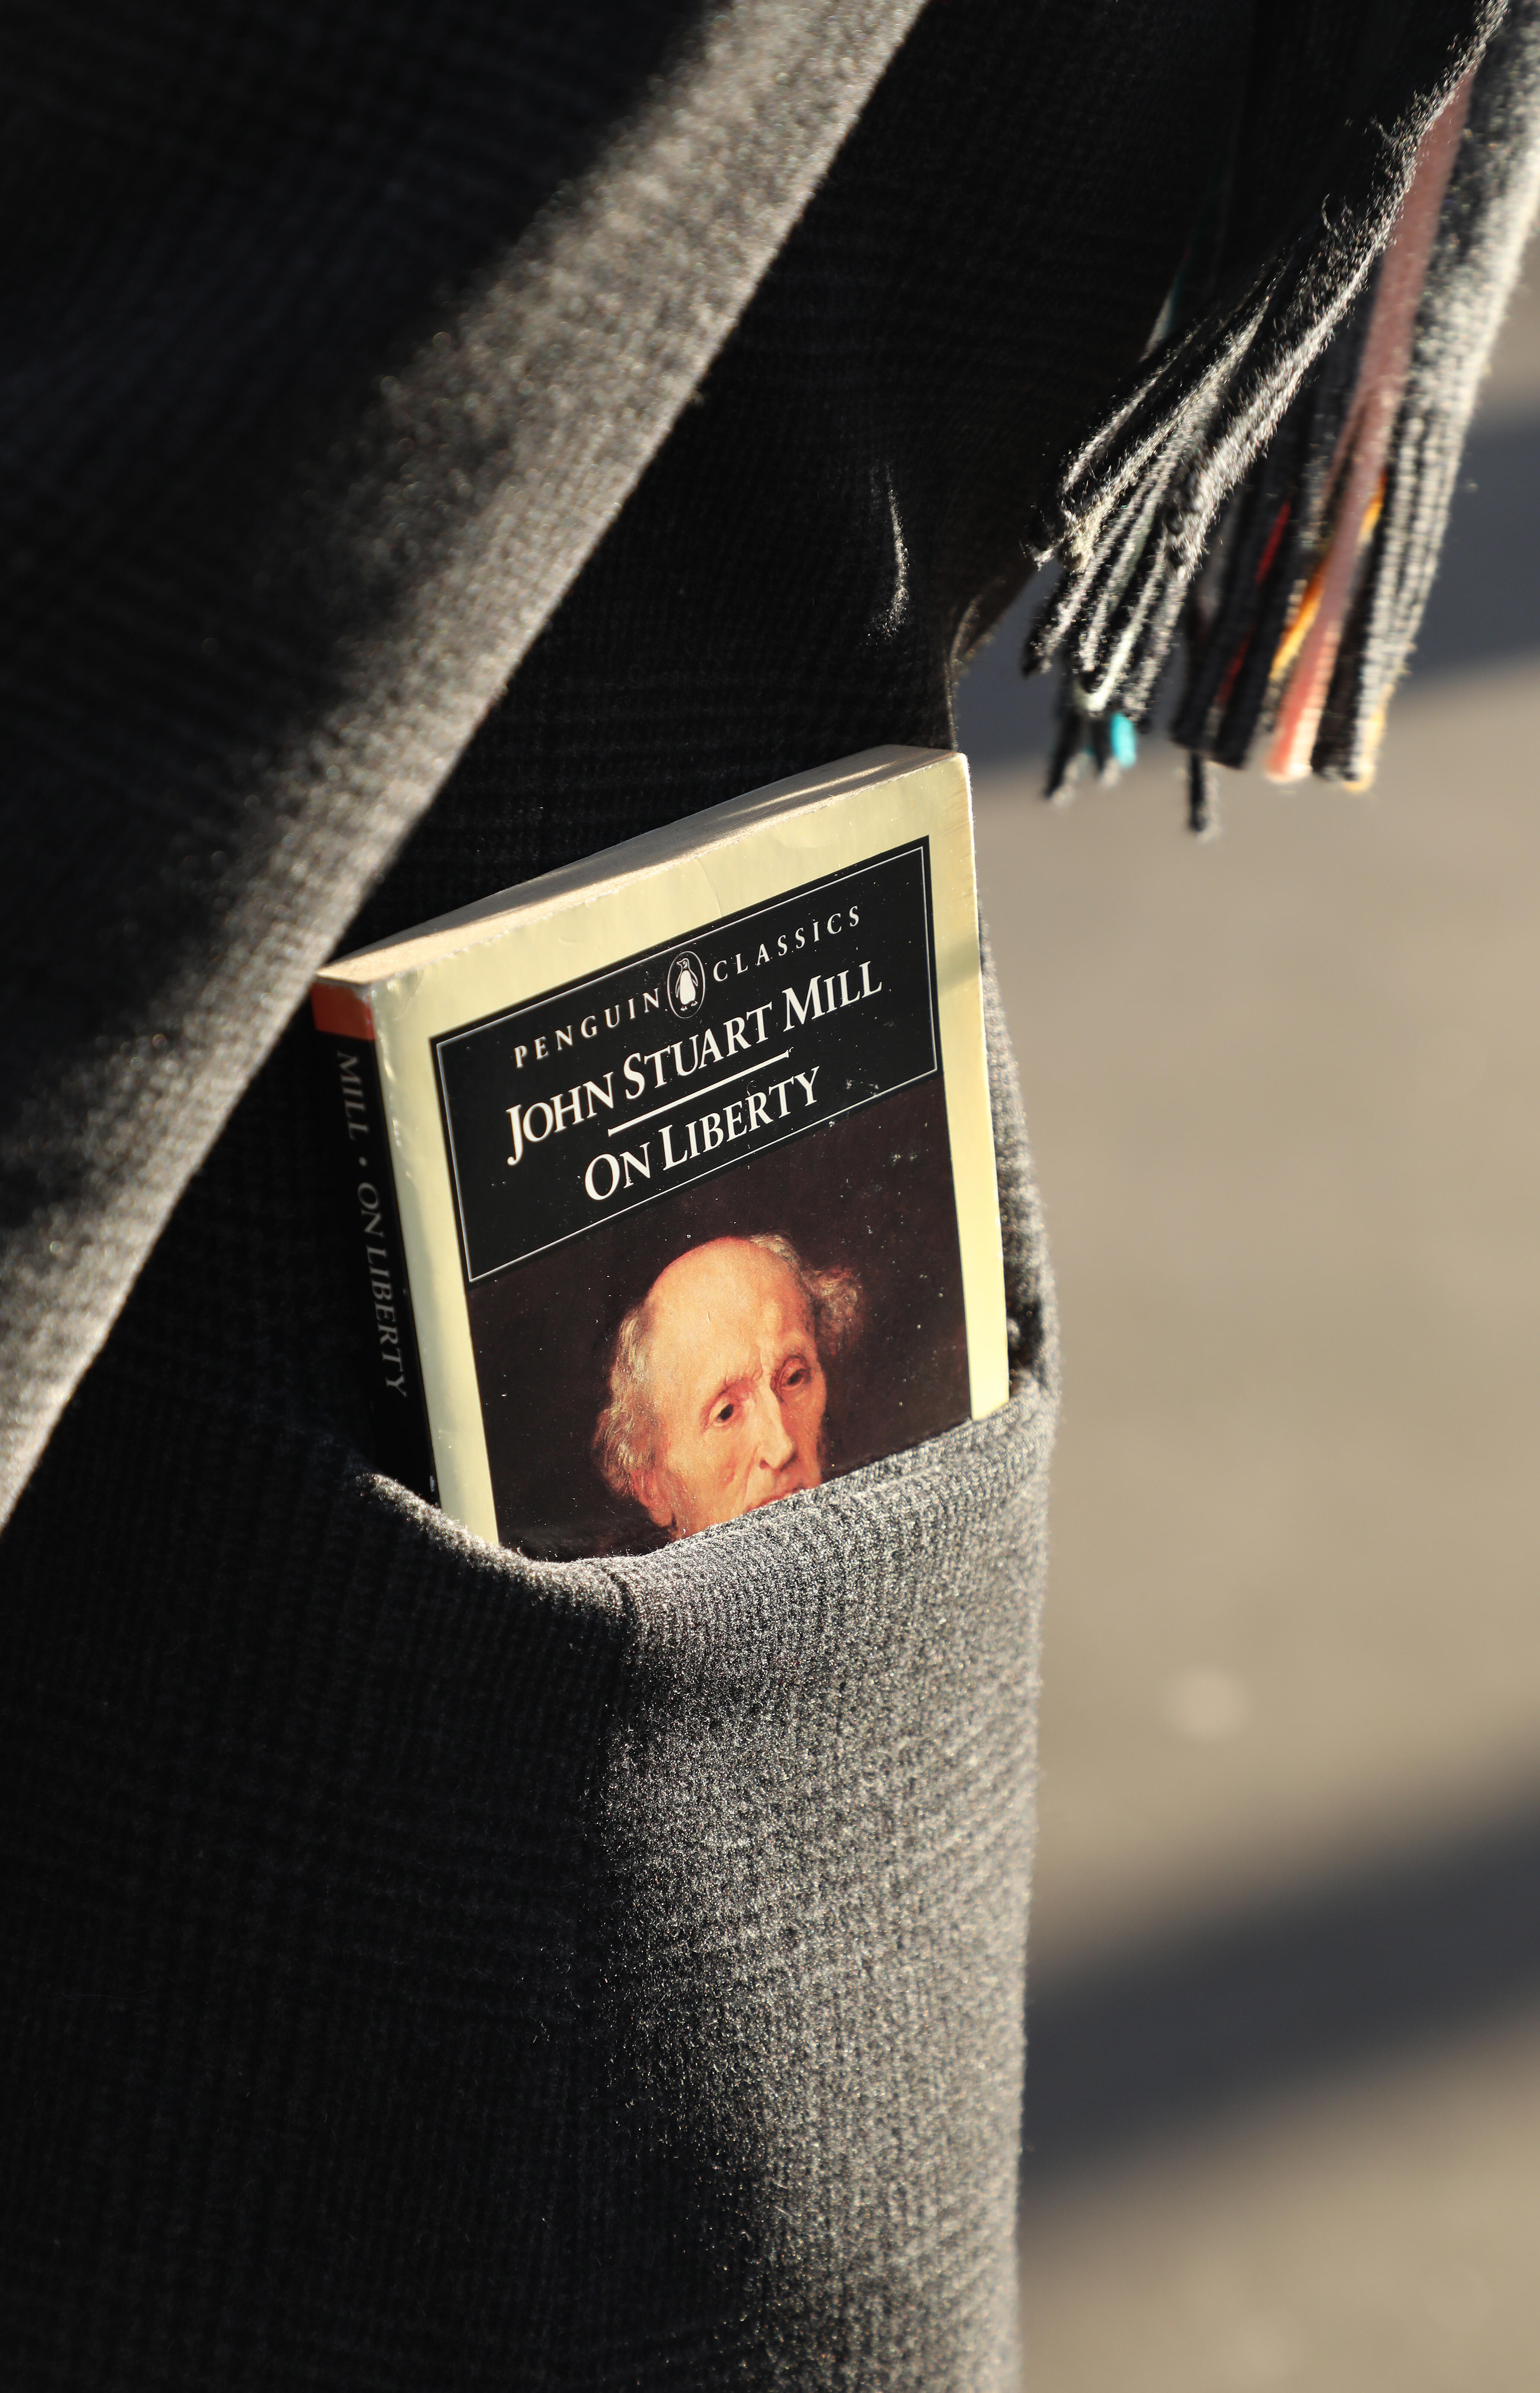 PENGUIN CLASSICS
JOHN STUART MILL
ON LIBERTY
MILL · ON LIBERTY